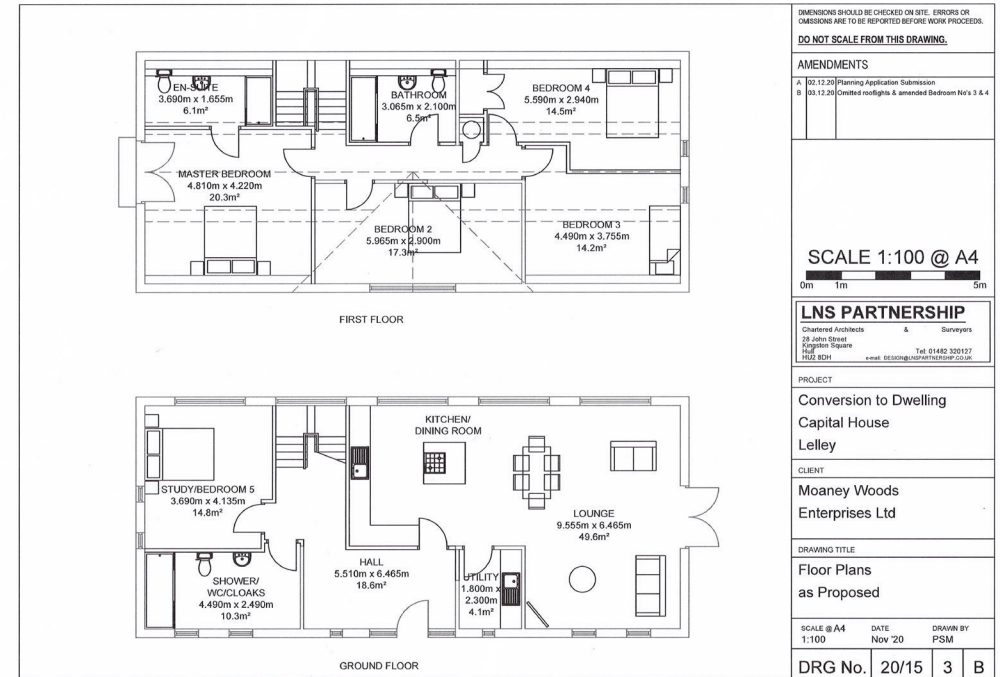 EN-SUITE
3.690m x 1.655m
6.1m²
BATHROOM
3.065m x 2.100m
6.5m²
BEDROOM 4
5.590m x 2.940m
14.5m²
MASTER BEDROOM
4.810m x 4.220m
20.3m²
BEDROOM 2
5.965m x 2.900m
17.3m²
BEDROOM 3
4.490m x 3.755m
14.2m²
FIRST FLOOR
KITCHEN/
DINING ROOM
STUDY/BEDROOM 5
3.690m x 4.135m
14.8m²
LOUNGE
9.555m x 6.465m
49.6m²
HALL
5.510m x 6.465m
18.6m²
SHOWER/
WC/CLOAKS
4.490m x 2.490m
10.3m²
UTILITY
1.800m x
2.300m
4.1m²
GROUND FLOOR
DIMENSIONS SHOULD BE CHECKED ON SITE. ERRORS OR
OMISSIONS ARE TO BE REPORTED BEFORE WORK PROCEEDS.
DO NOT SCALE FROM THIS DRAWING.
AMENDMENTS
A 02.12.20 Planning Application Submission
B 03.12.20 Omitted rooflights & amended Bedroom No's 3 & 4
SCALE 1:100 @ A4
0m 1m 5m
LNS PARTNERSHIP
Chartered Architects & Surveyors
28 John Street
Kingston Square
Hull Tel: 01482 320127
HU2 8DH e-mail: DESIGN@LNSPARTNERSHIP.CO.UK
PROJECT
Conversion to Dwelling
Capital House
Lelley
CLIENT
Moaney Woods
Enterprises Ltd
DRAWING TITLE
Floor Plans
as Proposed
SCALE @ A4 DATE DRAWN BY
1:100 Nov '20 PSM
DRG No. 20/15 3 B